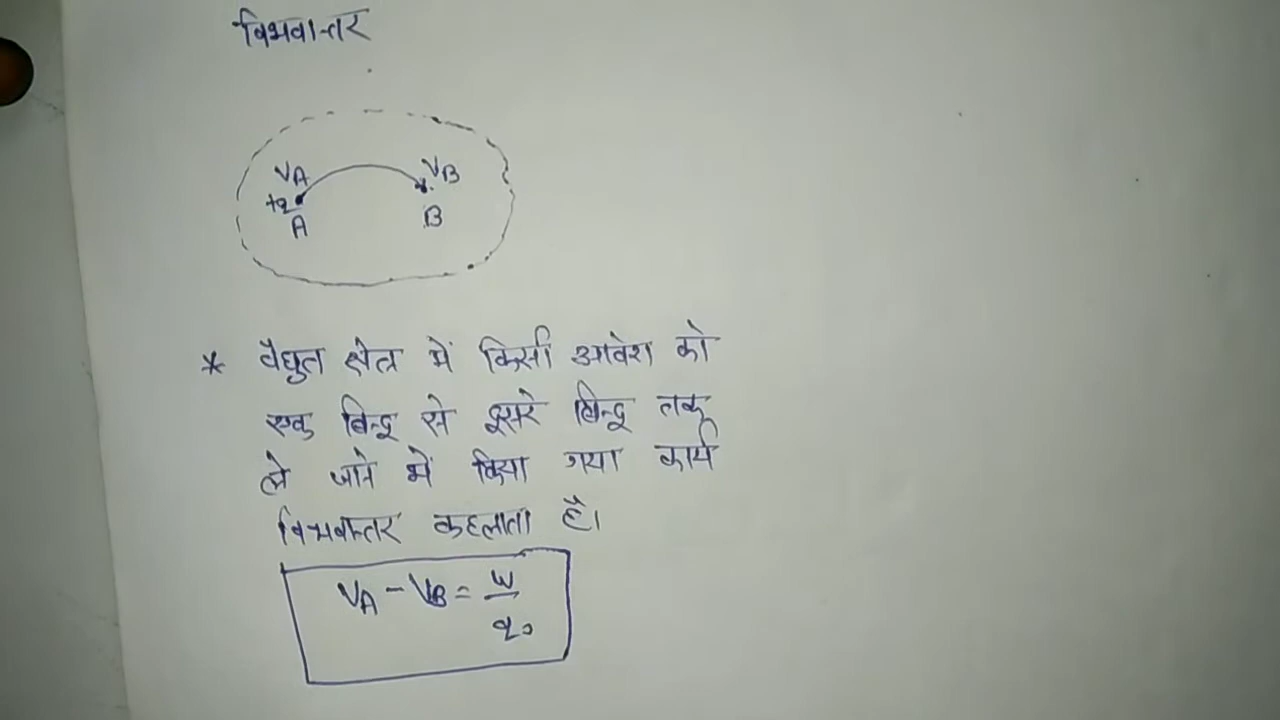 विभवान्तर
VA VB
+q
A B
* वैद्युत क्षेत्र में किसी आवेश को
एक बिन्दू से दूसरे बिन्दू तक
ले जाने में किया गया कार्य
विभवान्तर कहलाता है।
VA - VB = W
q₀